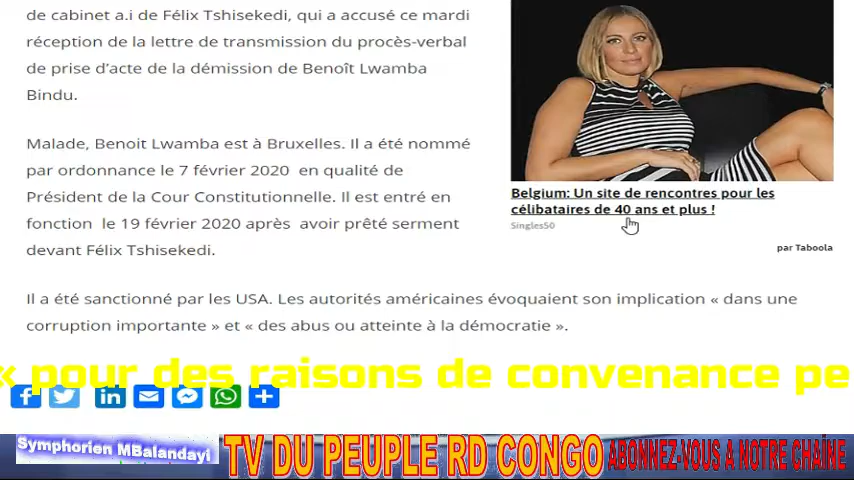 de cabinet a.i de Félix Tshisekedi, qui a accusé ce mardi
réception de la lettre de transmission du procès-verbal
de prise d’acte de la démission de Benoît Lwamba
Bindu.
Malade, Benoit Lwamba est à Bruxelles. Il a été nommé
par ordonnance le 7 février 2020 en qualité de
Président de la Cour Constitutionnelle. Il est entré en
fonction le 19 février 2020 après avoir prêté serment
devant Félix Tshisekedi.
Belgium: Un site de rencontres pour les
célibataires de 40 ans et plus !
Singles50
par Taboola
Il a été sanctionné par les USA. Les autorités américaines évoquaient son implication « dans une
corruption importante » et « des abus ou atteinte à la démocratie ».
« pour des raisons de convenance pe
Symphorien MBalandayi
TV DU PEUPLE RD CONGO
ABONNEZ-VOUS A NOTRE CHAÎNE